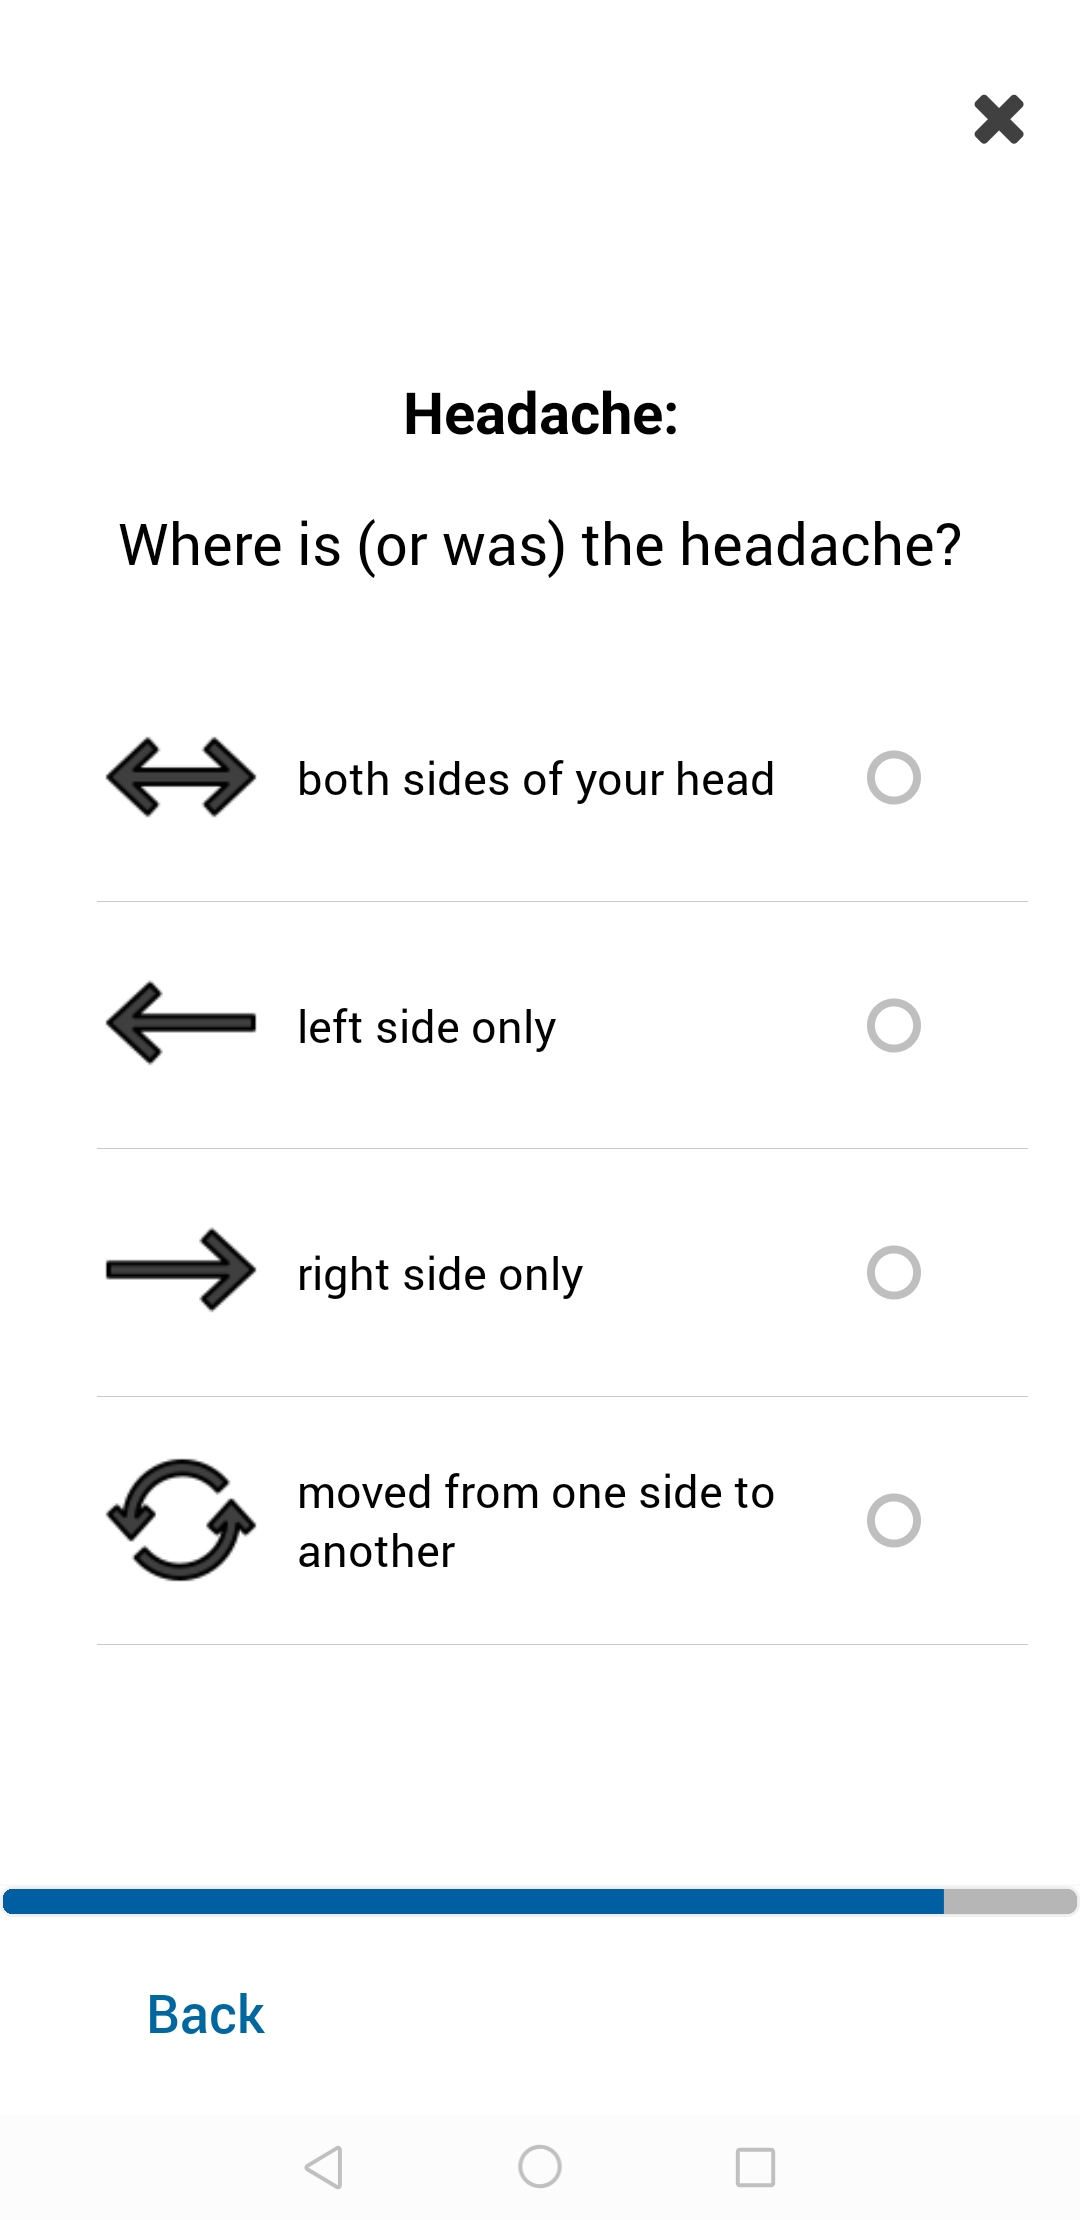 Headache:
Where is (or was) the headache?
both sides of your head
left side only
right side only
moved from one side to
another
Back